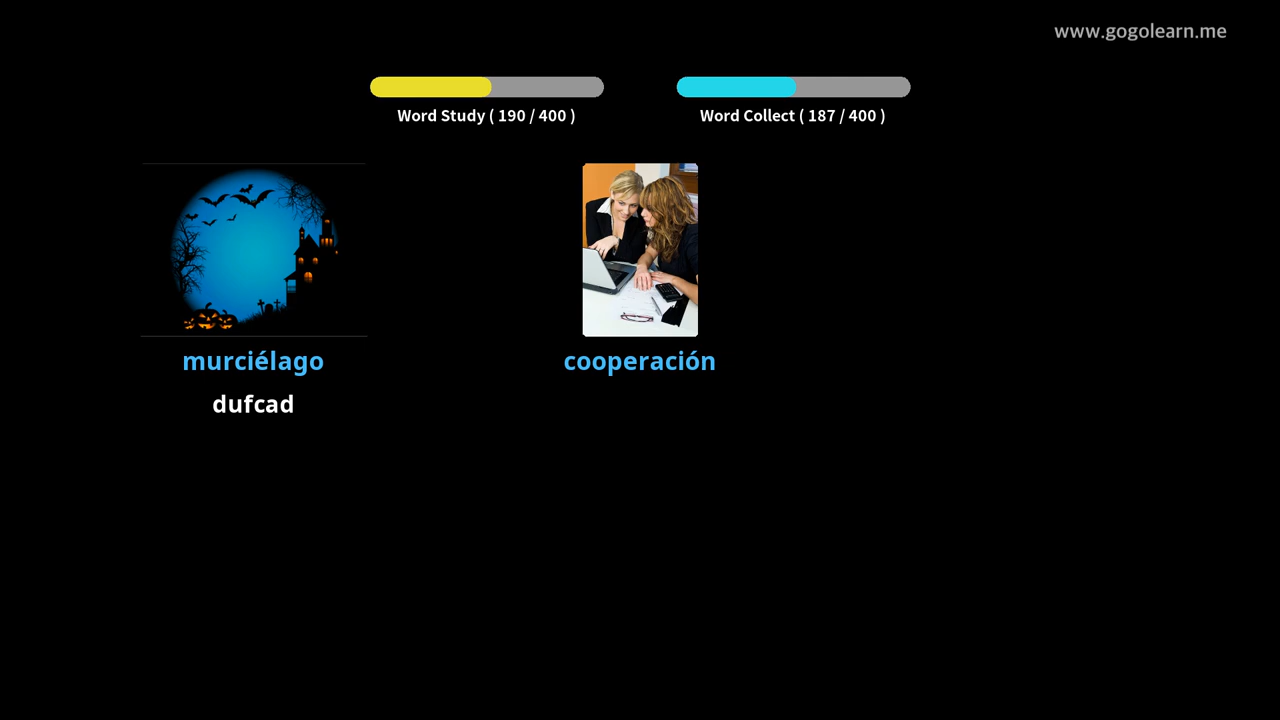 www.gogolearn.me
Word Study ( 190 / 400 )
Word Collect ( 187 / 400 )
murciélago
cooperación
dufcad